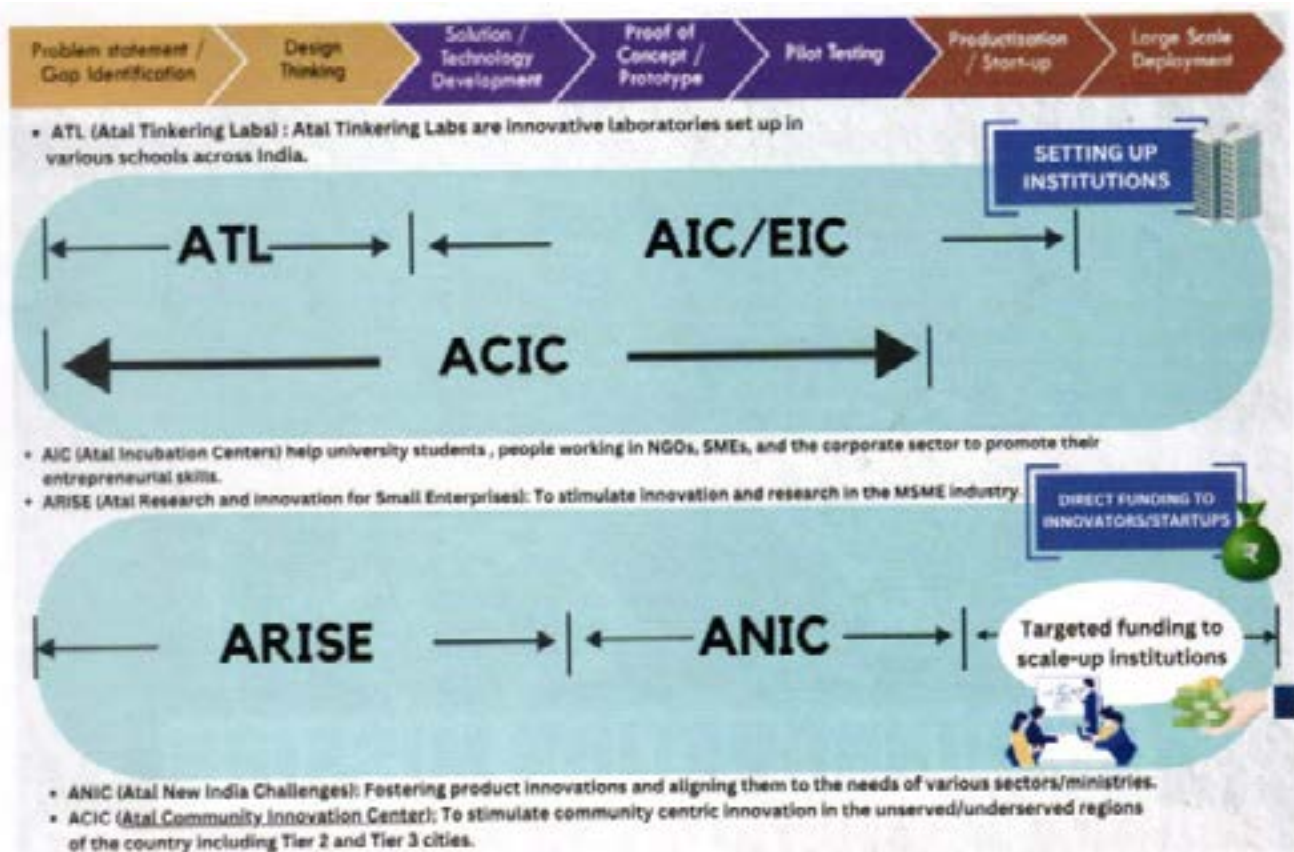 Problem statement /
Gap Identification
Design
Thinking
Solution /
Technology
Development
Proof of
Concept /
Prototype
Pilot Testing
Productisation
/ Start-up
Large Scale
Deployment
• ATL (Atal Tinkering Labs) : Atal Tinkering Labs are innovative laboratories set up in
various schools across India.
SETTING UP
INSTITUTIONS
ATL
AIC/EIC
ACIC
• AIC (Atal Incubation Centers) help university students , people working in NGOs, SMEs, and the corporate sector to promote their
entrepreneurial skills.
• ARISE (Atal Research and Innovation for Small Enterprises): To stimulate innovation and research in the MSME industry.
DIRECT FUNDING TO
INNOVATORS/STARTUPS
₹
ARISE
ANIC
Targeted funding to
scale-up institutions
• ANIC (Atal New India Challenges): Fostering product innovations and aligning them to the needs of various sectors/ministries.
• ACIC (Atal Community Innovation Center): To stimulate community centric innovation in the unserved/underserved regions
of the country including Tier 2 and Tier 3 cities.